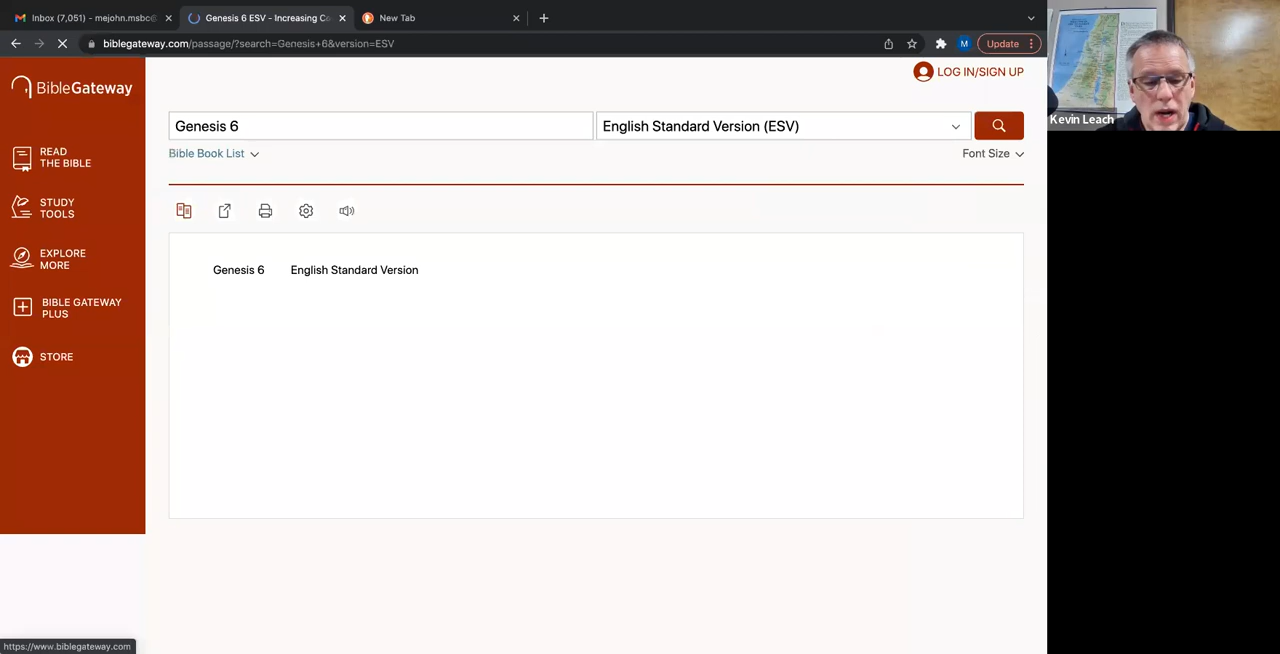 Inbox (7,051) - mejohn.msbc@
Genesis 6 ESV - Increasing Co
New Tab
biblegateway.com/passage/?search=Genesis+6&version=ESV
M
Update
BibleGateway
LOG IN/SIGN UP
Genesis 6
English Standard Version (ESV)
Bible Book List
Font Size
READ
THE BIBLE
STUDY
TOOLS
EXPLORE
MORE
BIBLE GATEWAY
PLUS
STORE
Genesis 6 English Standard Version
Kevin Leach
https://www.biblegateway.com